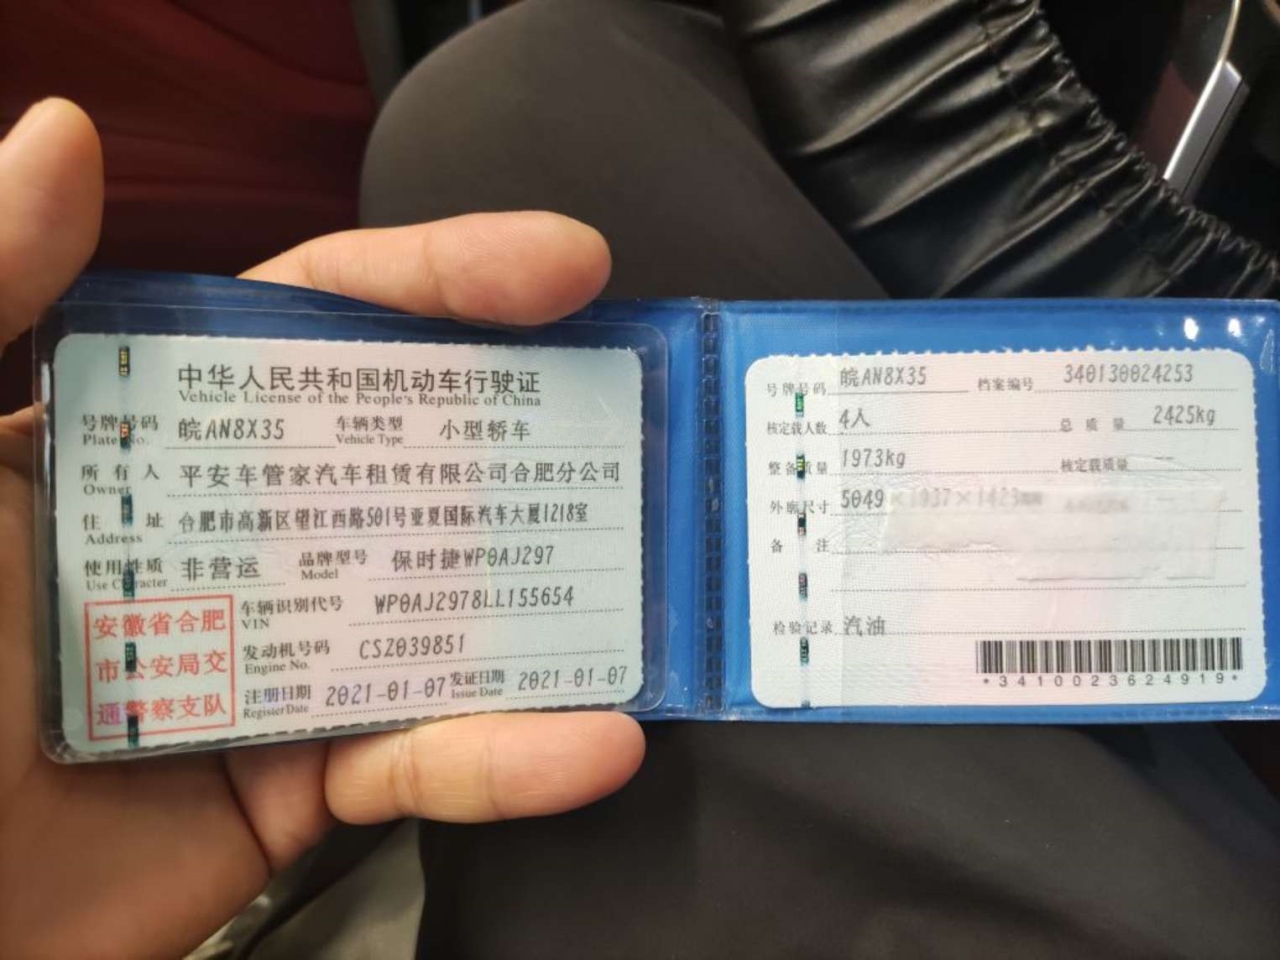 中华人民共和国机动车行驶证
Vehicle License of the People's Republic of China
号牌号码 皖AN8X35 车辆类型 小型轿车
Plate No. Vehicle Type
所有人 平安车管家汽车租赁有限公司合肥分公司
Owner
住址 合肥市高新区望江西路501号亚夏国际汽车大厦1218室
Address
使用性质 非营运 品牌型号 保时捷WP0AJ297
Use Character Model
车辆识别代号 WP0AJ2978LL155654
VIN
发动机号码 CSZ039851
Engine No.
注册日期 2021-01-07 发证日期 2021-01-07
Register Date Issue Date
安徽省合肥
市公安局交
通警察支队
号牌号码 皖AN8X35 档案编号 340130024253
核定载人数 4人 总质量 2425kg
整备质量 1973kg 核定载质量 --
外廓尺寸 5049×1937×1423
备注
检验记录 汽油
*3410023624919*